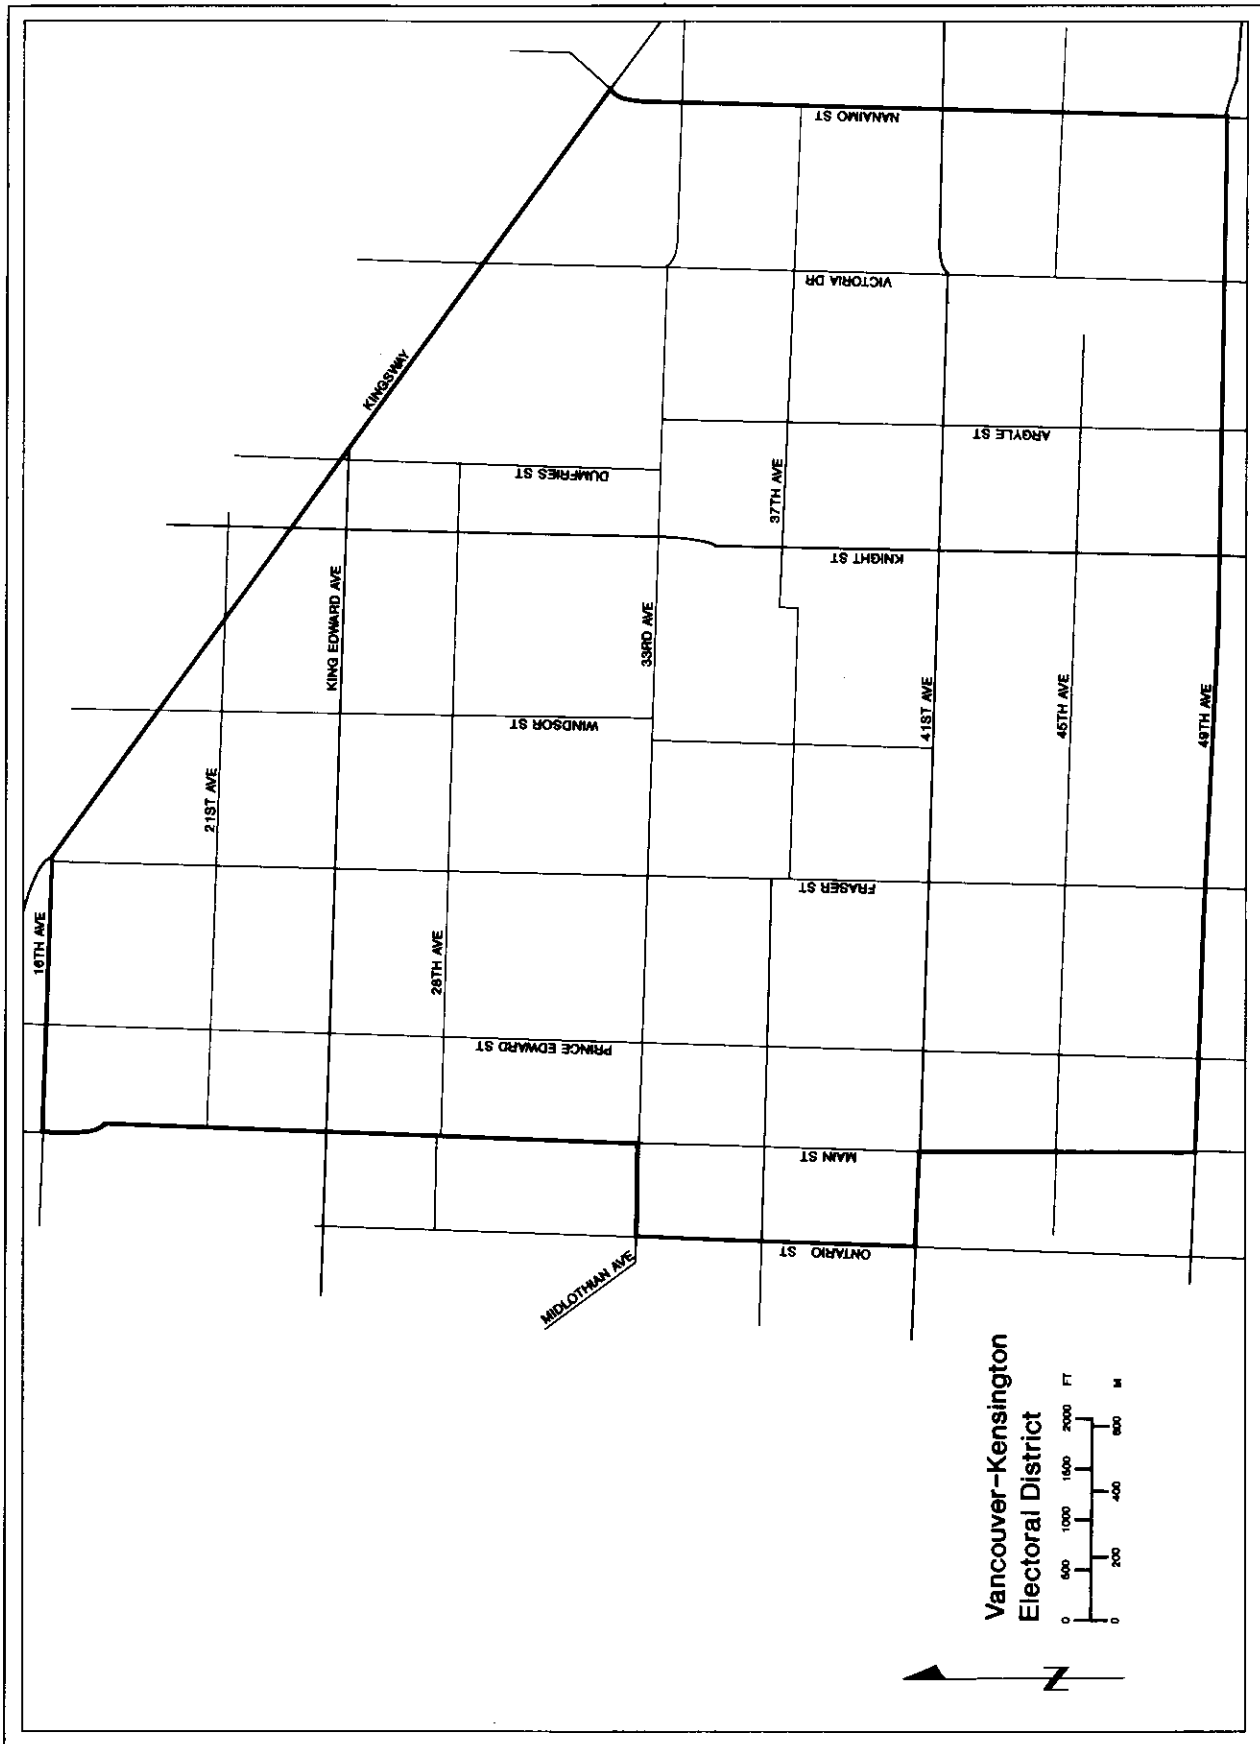 NANAIMO ST
VICTORIA DR
KINGSWAY
ARGYLE ST
DUMFRIES ST
37TH AVE
KNIGHT ST
KING EDWARD AVE
33RD AVE
WINDSOR ST
41ST AVE
45TH AVE
49TH AVE
21ST AVE
FRASER ST
16TH AVE
28TH AVE
PRINCE EDWARD ST
MAIN ST
ONTARIO ST
MIDLOTHIAN AVE
Vancouver-Kensington
Electoral District
0 500 1000 1500 2000 FT
0 200 400 600 M
N